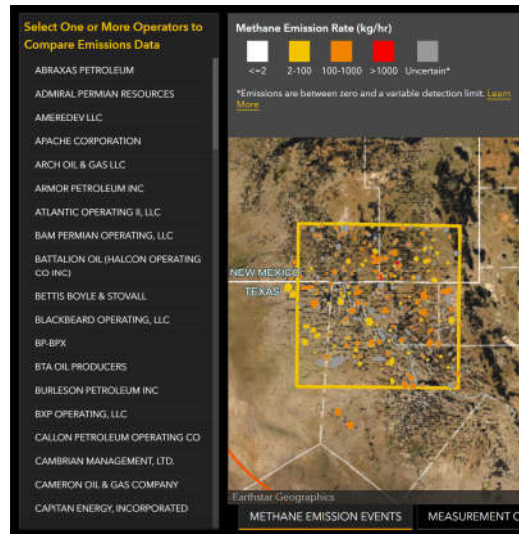 Select One or More Operators to
Compare Emissions Data
ABRAXAS PETROLEUM
ADMIRAL PERMIAN RESOURCES
AMEREDEV LLC
APACHE CORPORATION
ARCH OIL & GAS LLC
ARMOR PETROLEUM INC
ATLANTIC OPERATING II, LLC
BAM PERMIAN OPERATING, LLC
BATTALION OIL (HALCON OPERATING
CO INC)
BETTIS BOYLE & STOVALL
BLACKBEARD OPERATING, LLC
BP-BPX
BTA OIL PRODUCERS
BURLESON PETROLEUM INC
BXP OPERATING, LLC
CALLON PETROLEUM OPERATING CO
CAMBRIAN MANAGEMENT, LTD.
CAMERON OIL & GAS COMPANY
CAPITAN ENERGY, INCORPORATED
Methane Emission Rate (kg/hr)
<=2 2-100 100-1000 >1000 Uncertain*
*Emissions are between zero and a variable detection limit. Learn
More
NEW MEXICO
TEXAS
Earthstar Geographics
METHANE EMISSION EVENTS MEASUREMENT C